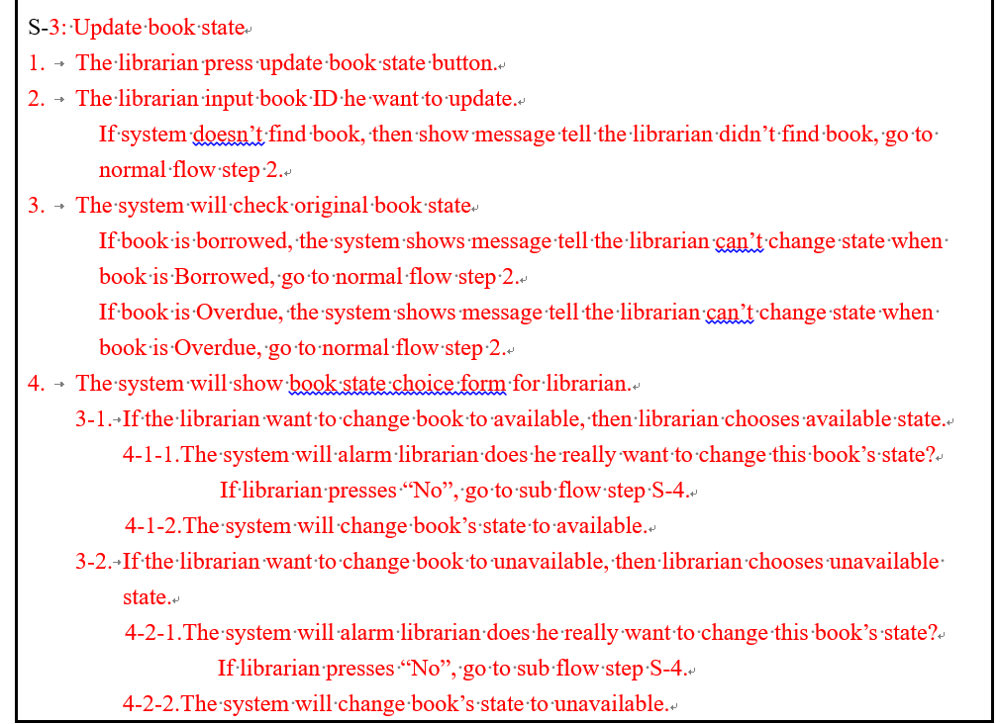 S-3: Update book state
1. The librarian press update book state button.
2. The librarian input book ID he want to update.
If system doesn’t find book, then show message tell the librarian didn’t find book, go to
normal flow step 2.
3. The system will check original book state
If book is borrowed, the system shows message tell the librarian can’t change state when
book is Borrowed, go to normal flow step 2.
If book is Overdue, the system shows message tell the librarian can’t change state when
book is Overdue, go to normal flow step 2.
4. The system will show book state choice form for librarian.
3-1. If the librarian want to change book to available, then librarian chooses available state.
4-1-1.The system will alarm librarian does he really want to change this book’s state?
If librarian presses “No”, go to sub flow step S-4.
4-1-2.The system will change book’s state to available.
3-2. If the librarian want to change book to unavailable, then librarian chooses unavailable
state.
4-2-1.The system will alarm librarian does he really want to change this book’s state?
If librarian presses “No”, go to sub flow step S-4.
4-2-2.The system will change book’s state to unavailable.